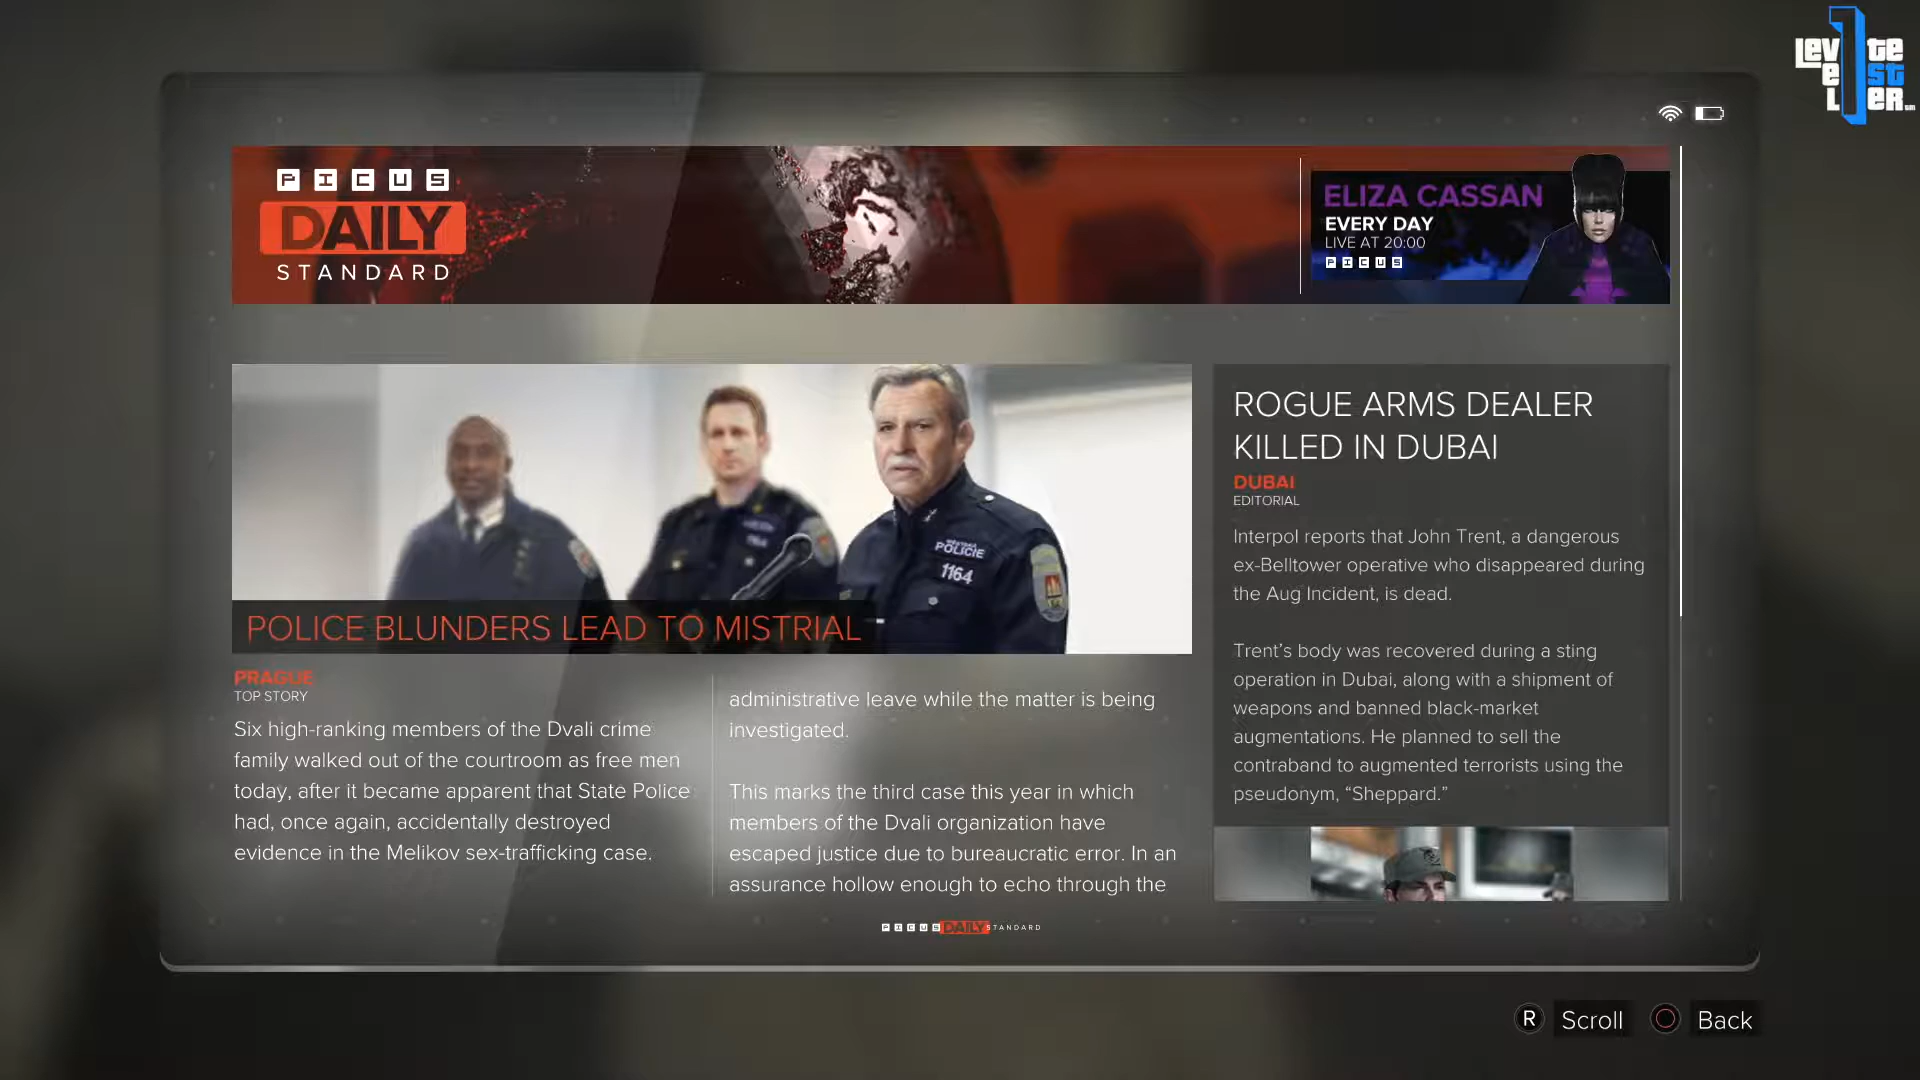 LEVEL 1 TESTER
PICUS
DAILY
STANDARD
ELIZA CASSAN
EVERY DAY
LIVE AT 20:00
PICUS
MĚSTSKÁ
POLICIE
1164
POLICE BLUNDERS LEAD TO MISTRIAL
PRAGUE
TOP STORY
Six high-ranking members of the Dvali crime
family walked out of the courtroom as free men
today, after it became apparent that State Police
had, once again, accidentally destroyed
evidence in the Melikov sex-trafficking case.
administrative leave while the matter is being
investigated.
This marks the third case this year in which
members of the Dvali organization have
escaped justice due to bureaucratic error. In an
assurance hollow enough to echo through the
ROGUE ARMS DEALER
KILLED IN DUBAI
DUBAI
EDITORIAL
Interpol reports that John Trent, a dangerous
ex-Belltower operative who disappeared during
the Aug Incident, is dead.
Trent’s body was recovered during a sting
operation in Dubai, along with a shipment of
weapons and banned black-market
augmentations. He planned to sell the
contraband to augmented terrorists using the
pseudonym, “Sheppard.”
PICUS DAILY STANDARD
R Scroll Back